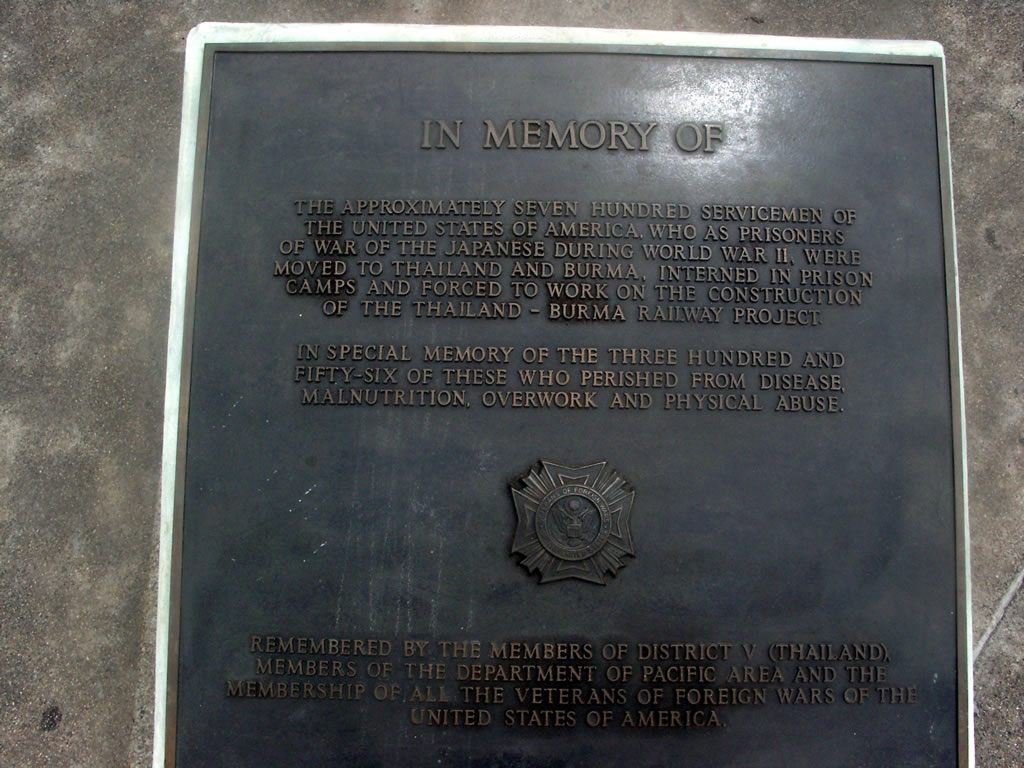 IN MEMORY OF
THE APPROXIMATELY SEVEN HUNDRED SERVICEMEN OF
THE UNITED STATES OF AMERICA, WHO AS PRISONERS
OF WAR OF THE JAPANESE DURING WORLD WAR II, WERE
MOVED TO THAILAND AND BURMA, INTERNED IN PRISON
CAMPS AND FORCED TO WORK ON THE CONSTRUCTION
OF THE THAILAND - BURMA RAILWAY PROJECT.
IN SPECIAL MEMORY OF THE THREE HUNDRED AND
FIFTY-SIX OF THESE WHO PERISHED FROM DISEASE,
MALNUTRITION, OVERWORK AND PHYSICAL ABUSE.
OF FOREIGN
REMEMBERED BY THE MEMBERS OF DISTRICT V (THAILAND),
MEMBERS OF THE DEPARTMENT OF PACIFIC AREA AND THE
MEMBERSHIP OF ALL THE VETERANS OF FOREIGN WARS OF THE
UNITED STATES OF AMERICA.